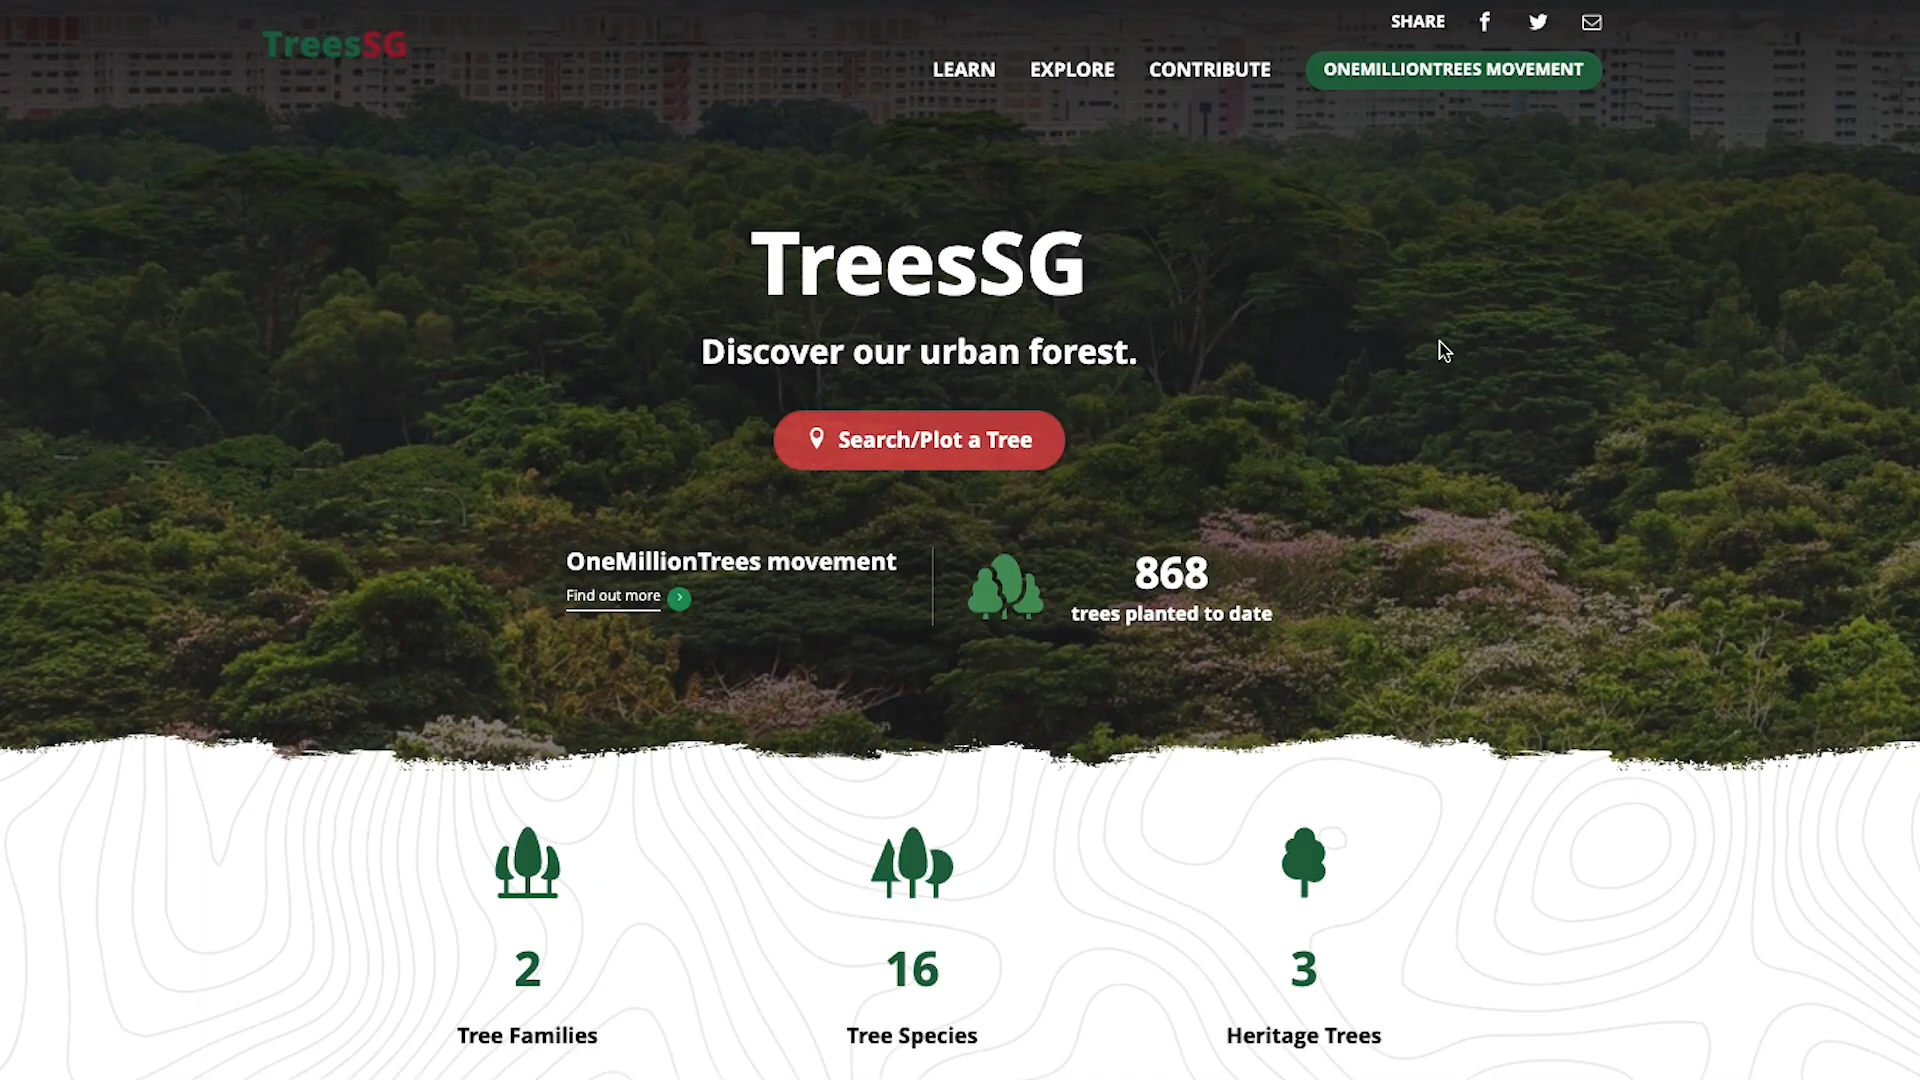 SHARE
TreesSG
LEARN EXPLORE CONTRIBUTE ONEMILLIONTREES MOVEMENT
TreesSG
Discover our urban forest.
Search/Plot a Tree
OneMillionTrees movement
Find out more
868
trees planted to date
2
Tree Families
16
Tree Species
3
Heritage Trees